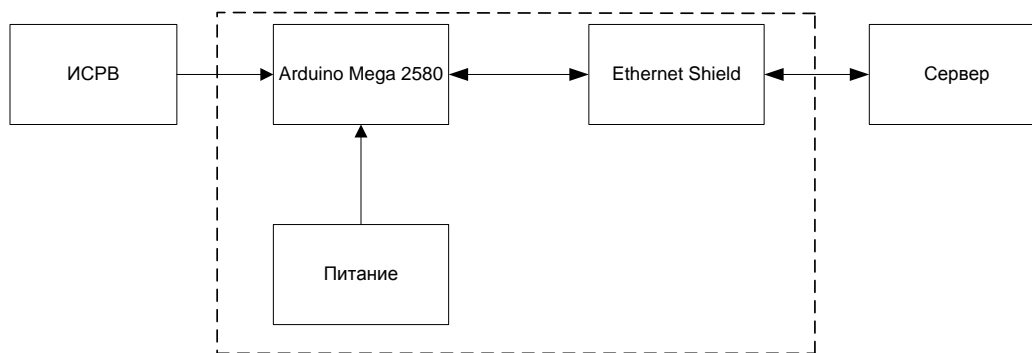 ИСРВ
Arduino Mega 2580
Ethernet Shield
Сервер
Питание